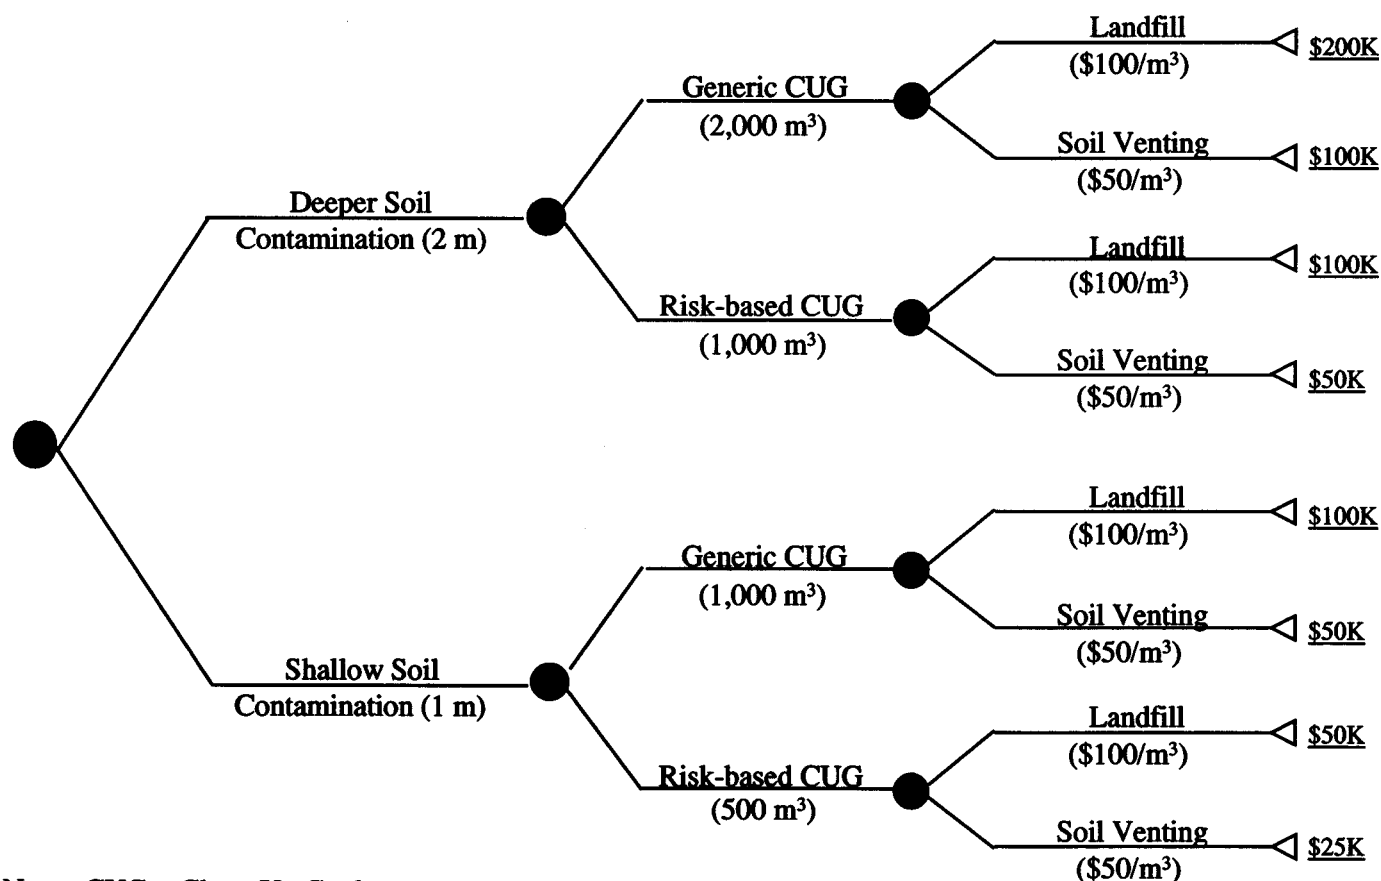 Landfill
($100/m³)
$200K
Generic CUG
(2,000 m³)
Soil Venting
($50/m³)
$100K
Deeper Soil
Contamination (2 m)
Landfill
($100/m³)
$100K
Risk-based CUG
(1,000 m³)
Soil Venting
($50/m³)
$50K
Landfill
($100/m³)
$100K
Generic CUG
(1,000 m³)
Soil Venting
($50/m³)
$50K
Shallow Soil
Contamination (1 m)
Landfill
($100/m³)
$50K
Risk-based CUG
(500 m³)
Soil Venting
($50/m³)
$25K